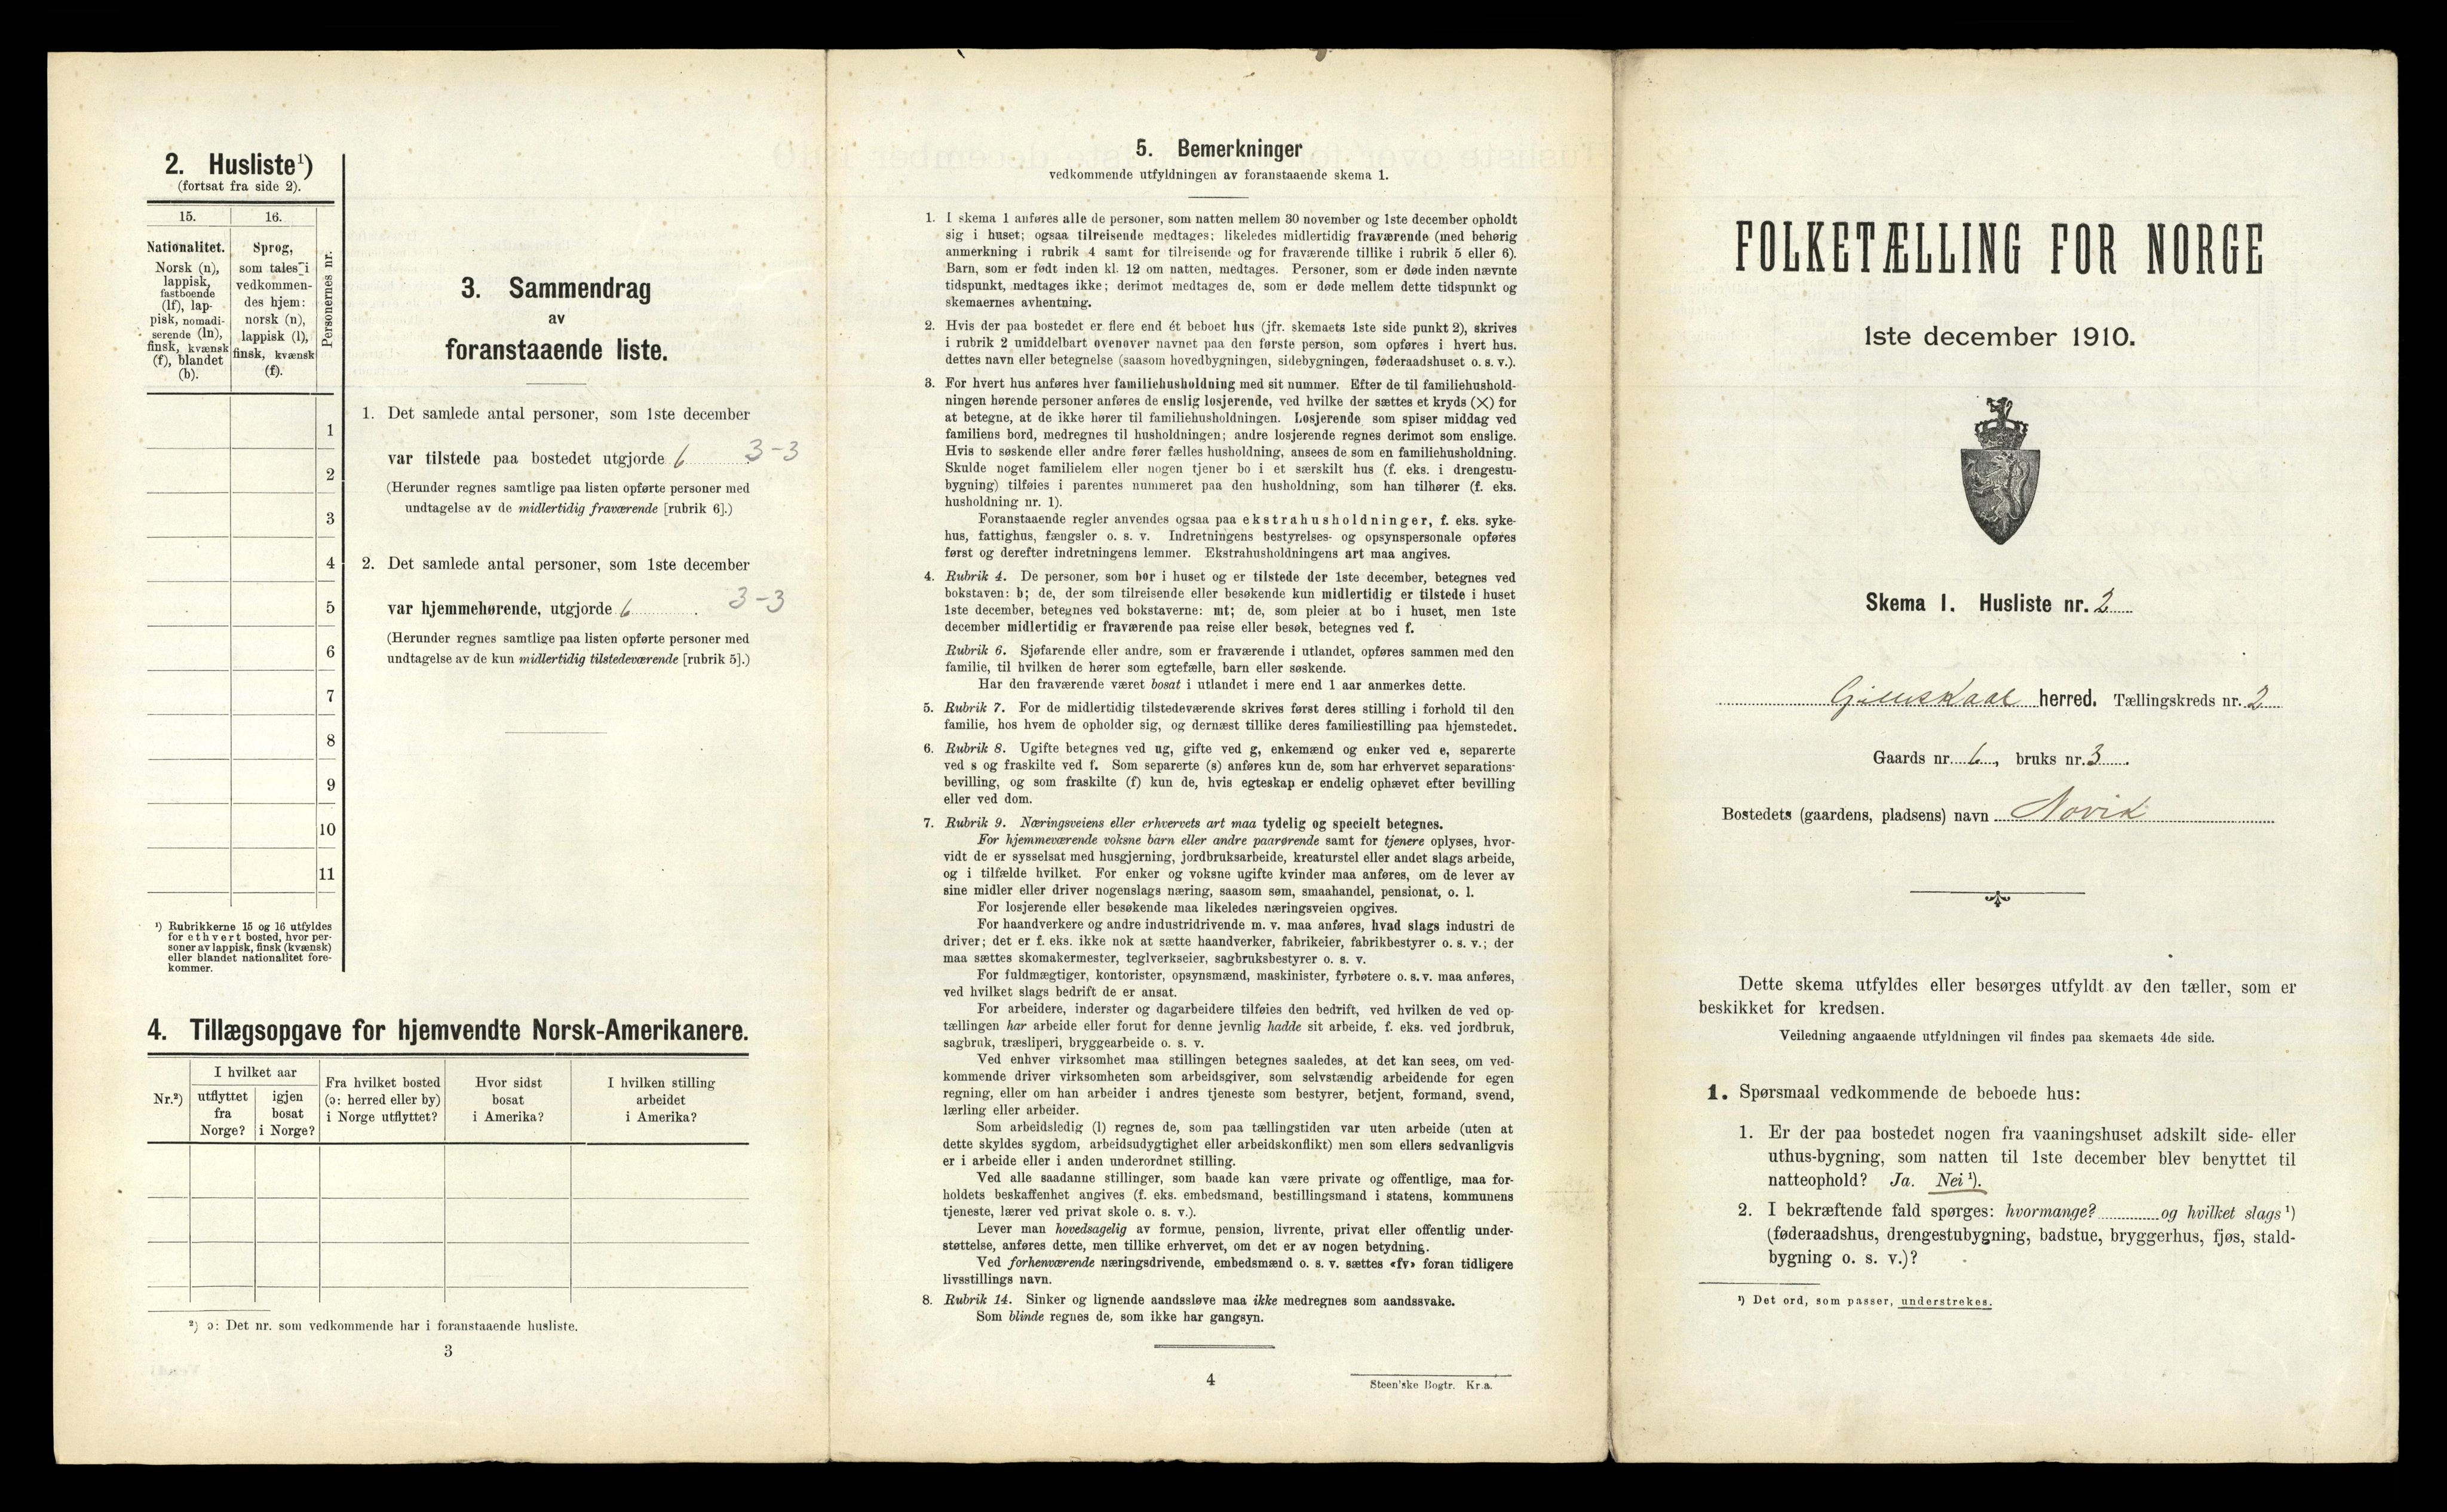 2. Husliste¹)
(fortsat fra side 2).
15.
16.
Personernes nr.
Nationalitet.
Norsk (n),
lappisk,
fastboende
(lf), lap-
pisk, nomadi-
serende (ln),
finsk, kvænsk
(f), blandet
(b).
Sprog,
som tales i
vedkommen-
des hjem:
norsk (n),
lappisk (l),
finsk, kvænsk
(f).
1
2
3
4
5
6
7
8
9
10
11
¹) Rubrikkerne 15 og 16 utfyldes
for ethvert bosted, hvor per-
soner av lappisk, finsk (kvænsk)
eller blandet nationalitet fore-
kommer.
3. Sammendrag
av
foranstaaende liste.
1. Det samlede antal personer, som 1ste december
var tilstede paa bostedet utgjorde 6 3-3
(Herunder regnes samtlige paa listen opførte personer med
undtagelse av de midlertidig fraværende [rubrik 6].)
2. Det samlede antal personer, som 1ste december
var hjemmehørende, utgjorde 6 . 3-3
(Herunder regnes samtlige paa listen opførte personer med
undtagelse av de kun midlertidig tilstedeværende [rubrik 5].)
4. Tillægsopgave for hjemvendte Norsk-Amerikanere.
Nr.²)
I hvilket aar
utflyttet
fra
Norge?
igjen
bosat
i Norge?
Fra hvilket bosted
(ɔ: herred eller by)
i Norge utflyttet?
Hvor sidst
bosat
i Amerika?
I hvilken stilling
arbeidet
i Amerika?
²) ɔ: Det nr. som vedkommende har i foranstaaende husliste.
3
5. Bemerkninger
vedkommende utfyldningen av foranstaaende skema 1.
1. I skema 1 anføres alle de personer, som natten mellem 30 november og 1ste december opholdt
sig i huset; ogsaa tilreisende medtages; likeledes midlertidig fraværende (med behørig
anmerkning i rubrik 4 samt for tilreisende og for fraværende tillike i rubrik 5 eller 6).
Barn, som er født inden kl. 12 om natten, medtages. Personer, som er døde inden nævnte
tidspunkt, medtages ikke; derimot medtages de, som er døde mellem dette tidspunkt og
skemaernes avhentning.
2. Hvis der paa bostedet er flere end ét beboet hus (jfr. skemaets 1ste side punkt 2), skrives
i rubrik 2 umiddelbart ovenover navnet paa den første person, som opføres i hvert hus,
dettes navn eller betegnelse (saasom hovedbygningen, sidebygningen, føderaadshuset o. s. v.).
3. For hvert hus anføres hver familiehusholdning med sit nummer. Efter de til familiehushold-
ningen hørende personer anføres de enslig losjerende, ved hvilke der sættes et kryds (×) for
at betegne, at de ikke hører til familiehusholdningen. Losjerende som spiser middag ved
familiens bord, medregnes til husholdningen; andre losjerende regnes derimot som enslige.
Hvis to søskende eller andre fører fælles husholdning, ansees de som en familiehusholdning.
Skulde noget familielem eller nogen tjener bo i et særskilt hus (f. eks. i drengestu-
bygning) tilføies i parentes nummeret paa den husholdning, som han tilhører (f. eks.
husholdning nr. 1).
Foranstaaende regler anvendes ogsaa paa ekstrahusholdninger, f. eks. syke-
hus, fattighus, fængsler o. s. v. Indretningens bestyrelses- og opsynspersonale opføres
først og derefter indretningens lemmer. Ekstrahusholdningens art maa angives.
4. Rubrik 4. De personer, som bor i huset og er tilstede der 1ste december, betegnes ved
bokstaven: b; de, der som tilreisende eller besøkende kun midlertidig er tilstede i huset
1ste december, betegnes ved bokstaverne: mt; de, som pleier at bo i huset, men 1ste
december midlertidig er fraværende paa reise eller besøk, betegnes ved f.
Rubrik 6. Sjøfarende eller andre, som er fraværende i utlandet, opføres sammen med den
familie, til hvilken de hører som egtefælle, barn eller søskende.
Har den fraværende været bosat i utlandet i mere end 1 aar anmerkes dette.
5. Rubrik 7. For de midlertidig tilstedeværende skrives først deres stilling i forhold til den
familie, hos hvem de opholder sig, og dernæst tillike deres familiestilling paa hjemstedet.
6. Rubrik 8. Ugifte betegnes ved ug, gifte ved g, enkemænd og enker ved e, separerte
ved s og fraskilte ved f. Som separerte (s) anføres kun de, som har erhvervet separations-
bevilling, og som fraskilte (f) kun de, hvis egteskap er endelig ophævet efter bevilling
eller ved dom.
7. Rubrik 9. Næringsveiens eller erhvervets art maa tydelig og specielt betegnes.
For hjemmeværende voksne barn eller andre paarørende samt for tjenere oplyses, hvor-
vidt de er sysselsat med husgjerning, jordbruksarbeide, kreaturstel eller andet slags arbeide,
og i tilfælde hvilket. For enker og voksne ugifte kvinder maa anføres, om de lever av
sine midler eller driver nogenslags næring, saasom søm, smaahandel, pensionat, o. l.
For losjerende eller besøkende maa likeledes næringsveien opgives.
For haandverkere og andre industridrivende m. v. maa anføres, hvad slags industri de
driver; det er f. eks. ikke nok at sætte haandverker, fabrikeier, fabrikbestyrer o. s. v.; der
maa sættes skomakermester, teglverkseier, sagbruksbestyrer o. s. v.
For fuldmægtiger, kontorister, opsynsmænd, maskinister, fyrbøtere o. s. v. maa anføres,
ved hvilket slags bedrift de er ansat.
For arbeidere, inderster og dagarbeidere tilføies den bedrift, ved hvilken de ved op-
tællingen har arbeide eller forut for denne jevnlig hadde sit arbeide, f. eks. ved jordbruk,
sagbruk, træsliperi, bryggearbeide o. s. v.
Ved enhver virksomhet maa stillingen betegnes saaledes, at det kan sees, om ved-
kommende driver virksomheten som arbeidsgiver, som selvstændig arbeidende for egen
regning, eller om han arbeider i andres tjeneste som bestyrer, betjent, formand, svend,
lærling eller arbeider.
Som arbeidsledig (l) regnes de, som paa tællingstiden var uten arbeide (uten at
dette skyldes sygdom, arbeidsudygtighet eller arbeidskonflikt) men som ellers sedvanligvis
er i arbeide eller i anden underordnet stilling.
Ved alle saadanne stillinger, som baade kan være private og offentlige, maa for-
holdets beskaffenhet angives (f. eks. embedsmand, bestillingsmand i statens, kommunens
tjeneste, lærer ved privat skole o. s. v.).
Lever man hovedsagelig av formue, pension, livrente, privat eller offentlig under-
støttelse, anføres dette, men tillike erhvervet, om det er av nogen betydning.
Ved forhenværende næringsdrivende, embedsmænd o. s. v. sættes «fv» foran tidligere
livsstillings navn.
8. Rubrik 14. Sinker og lignende aandssløve maa ikke medregnes som aandssvake.
Som blinde regnes de, som ikke har gangsyn.
4
Steen'ske Bogtr. Kr.a.
FOLKETÆLLING FOR NORGE
1ste december 1910.
Skema 1. Husliste nr. 2
Gilleskaal herred. Tællingskreds nr. 2
Gaards nr. 6, bruks nr. 3.
Bostedets (gaardens, pladsens) navn Novik
Dette skema utfyldes eller besørges utfyldt av den tæller, som er
beskikket for kredsen.
Veiledning angaaende utfyldningen vil findes paa skemaets 4de side.
1. Spørsmaal vedkommende de beboede hus:
1. Er der paa bostedet nogen fra vaaningshuset adskilt side- eller
uthus-bygning, som natten til 1ste december blev benyttet til
natteophold? Ja. Nei ¹).
2. I bekræftende fald spørges: hvormange? og hvilket slags ¹)
(føderaadshus, drengestubygning, badstue, bryggerhus, fjøs, stald-
bygning o. s. v.)?
¹) Det ord, som passer, understrekes.